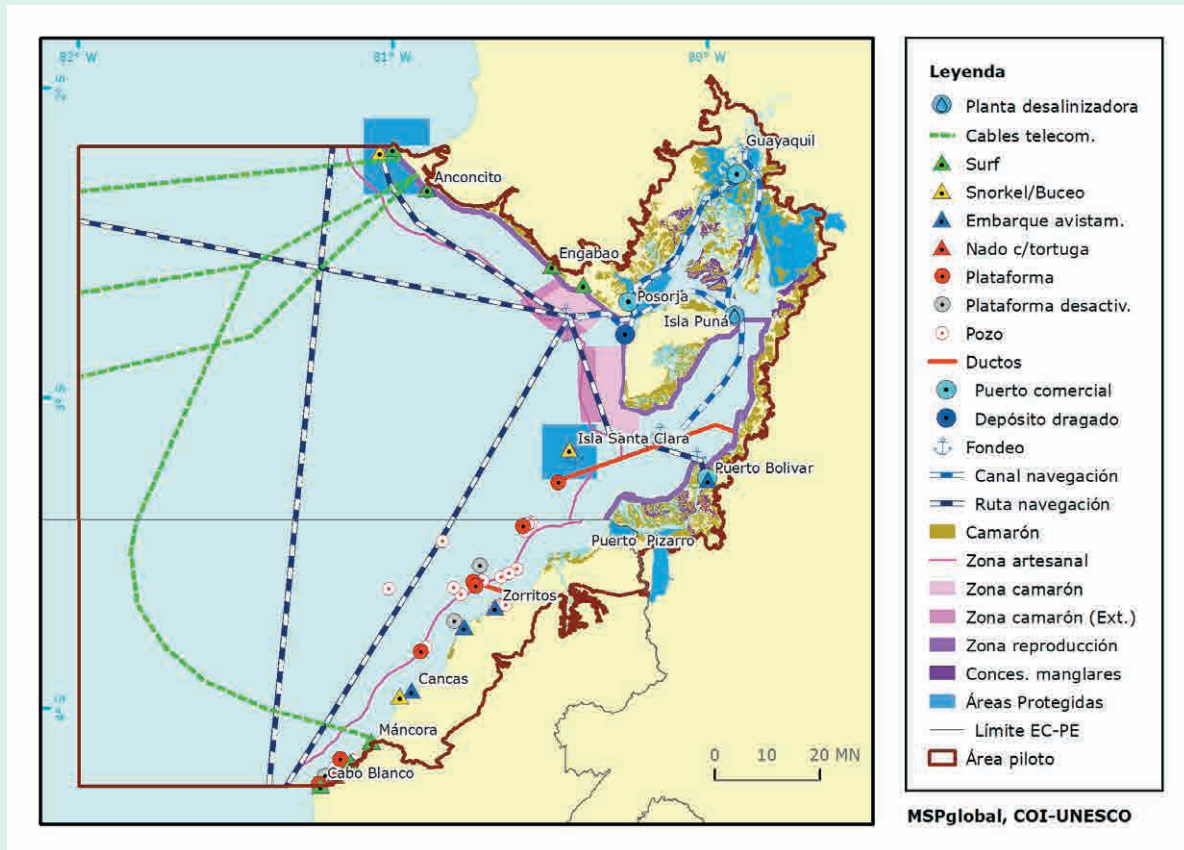 82° W
81° W
80° W
2°S
3°S
4°S
Guayaquil
Anconcito
Engabao
Posorja
Isla Puná
Isla Santa Clara
Puerto Bolivar
Puerto Pizarro
Zorritos
Cancas
Máncora
Cabo Blanco
0 10 20 MN
Leyenda
Planta desalinizadora
Cables telecom.
Surf
Snorkel/Buceo
Embarque avistam.
Nado c/tortuga
Plataforma
Plataforma desactiv.
Pozo
Ductos
Puerto comercial
Depósito dragado
Fondeo
Canal navegación
Ruta navegación
Camarón
Zona artesanal
Zona camarón
Zona camarón (Ext.)
Zona reproducción
Conces. manglares
Áreas Protegidas
Límite EC-PE
Área piloto
MSPglobal, COI-UNESCO